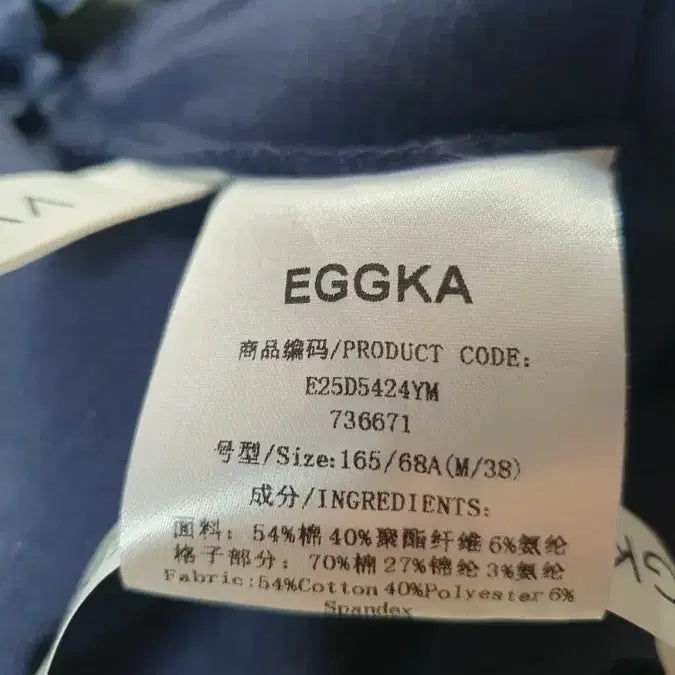 EGGKA
商品编码/PRODUCT CODE:
E25D5424YM
736671
号型/Size:165/68A(M/38)
成分/INGREDIENTS:
面料: 54%棉 40%聚酯纤维 6%氨纶
格子部分: 70%棉 27%锦纶 3%氨纶
Fabric:54%Cotton 40%Polyester 6%
Spandex